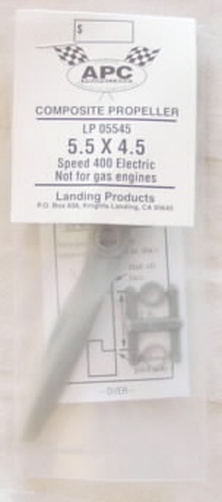 $
APC
COMPOSITE PROPELLER
LP 05545
5.5 X 4.5
Speed 400 Electric
Not for gas engines
Landing Products
P.O. Box 938, Knights Landing, CA 95645
- OVER -